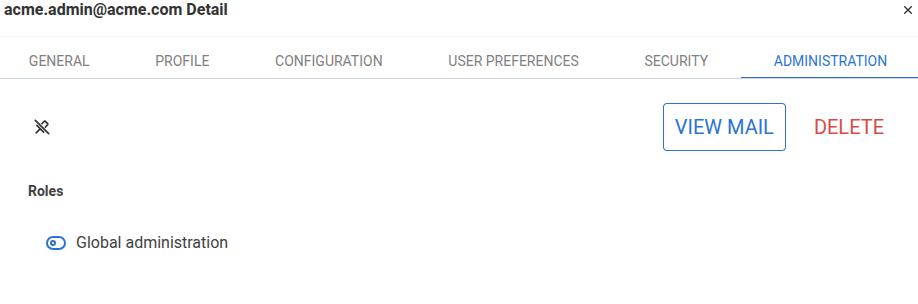 acme.admin@acme.com Detail
GENERAL PROFILE CONFIGURATION USER PREFERENCES SECURITY ADMINISTRATION
VIEW MAIL DELETE
Roles
Global administration